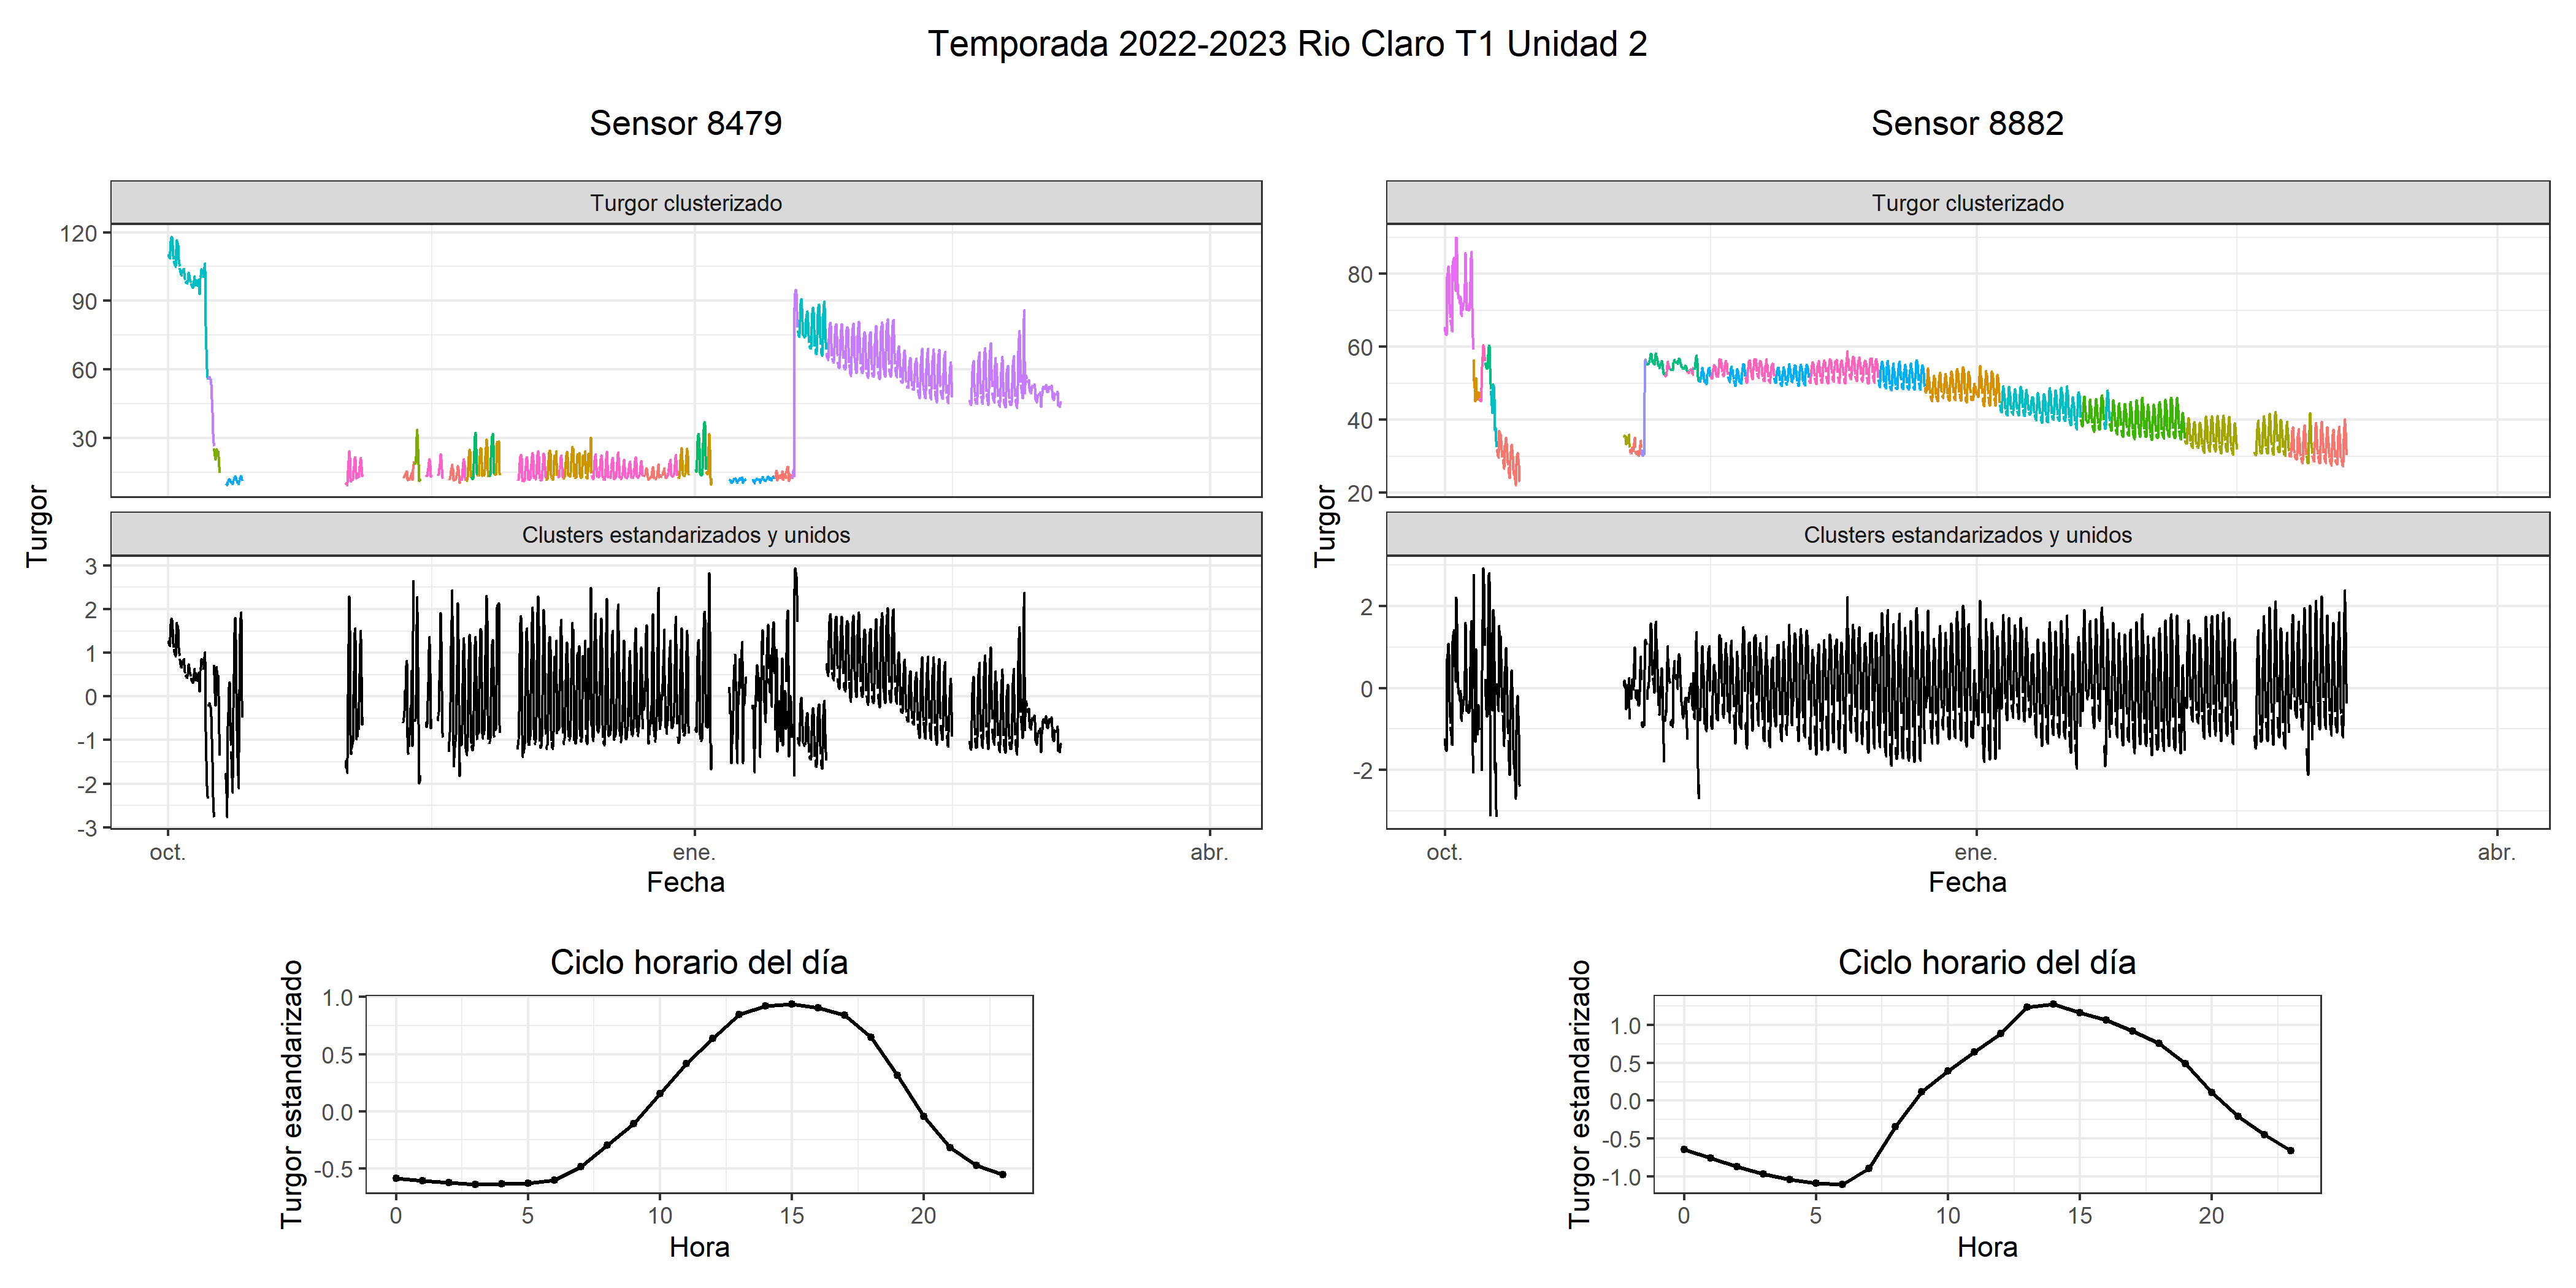 Temporada 2022-2023 Rio Claro T1 Unidad 2
Sensor 8479
Turgor clusterizado
120
90
60
30
Turgor
Clusters estandarizados y unidos
3
2
1
0
-1
-2
-3
oct.
ene.
abr.
Fecha
Ciclo horario del día
Turgor estandarizado
1.0
0.5
0.0
-0.5
0
5
10
15
20
Hora
Sensor 8882
Turgor clusterizado
80
60
40
20
Turgor
Clusters estandarizados y unidos
2
0
-2
oct.
ene.
abr.
Fecha
Ciclo horario del día
Turgor estandarizado
1.0
0.5
0.0
-0.5
-1.0
0
5
10
15
20
Hora